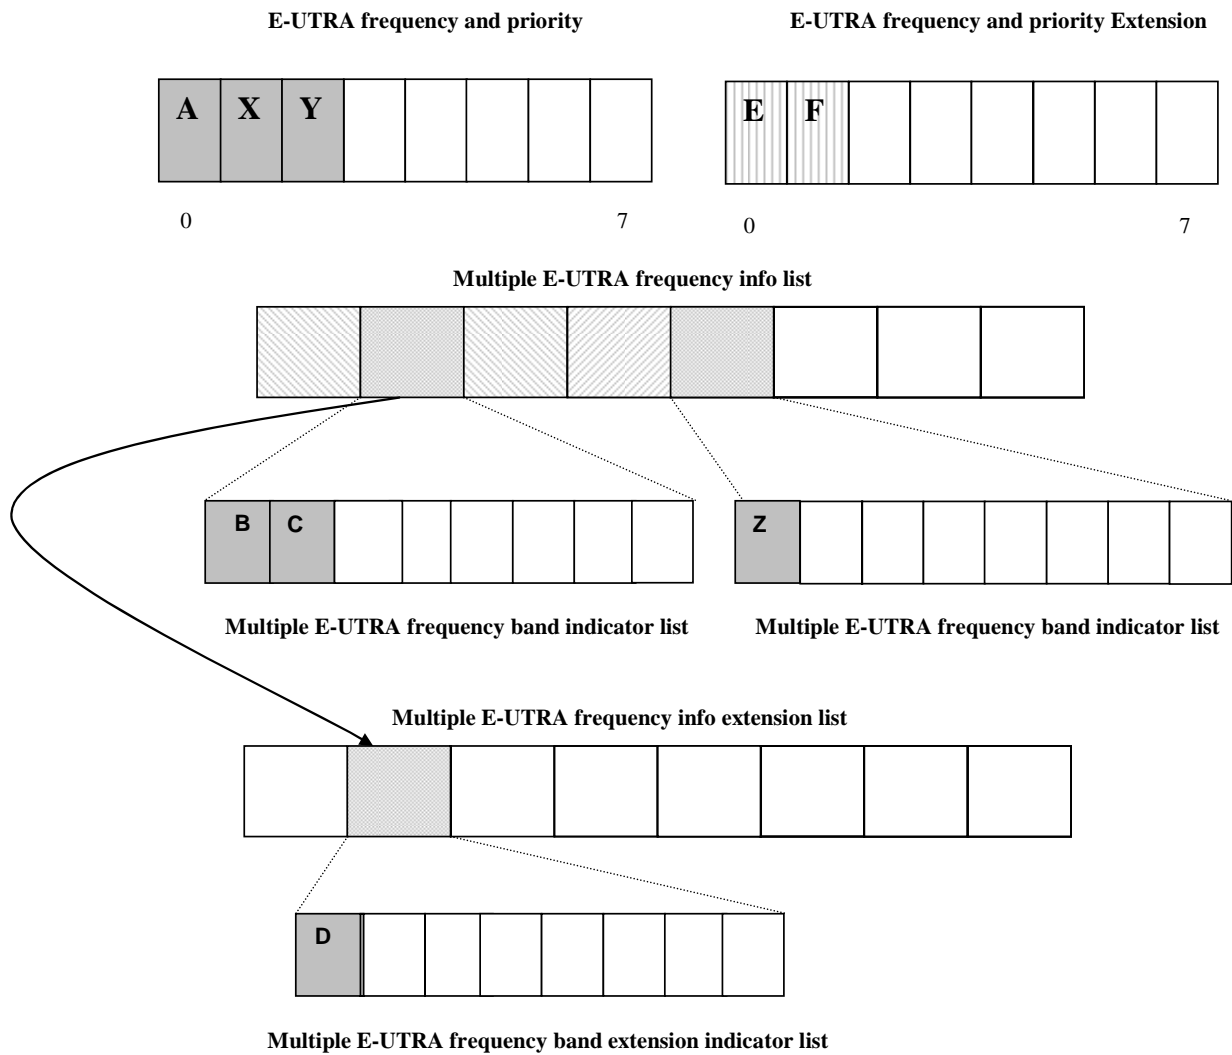 E-UTRA frequency and priority
E-UTRA frequency and priority Extension
A X Y
E F
0 7
0 7
Multiple E-UTRA frequency info list
B C
Z
Multiple E-UTRA frequency band indicator list
Multiple E-UTRA frequency band indicator list
Multiple E-UTRA frequency info extension list
D
Multiple E-UTRA frequency band extension indicator list